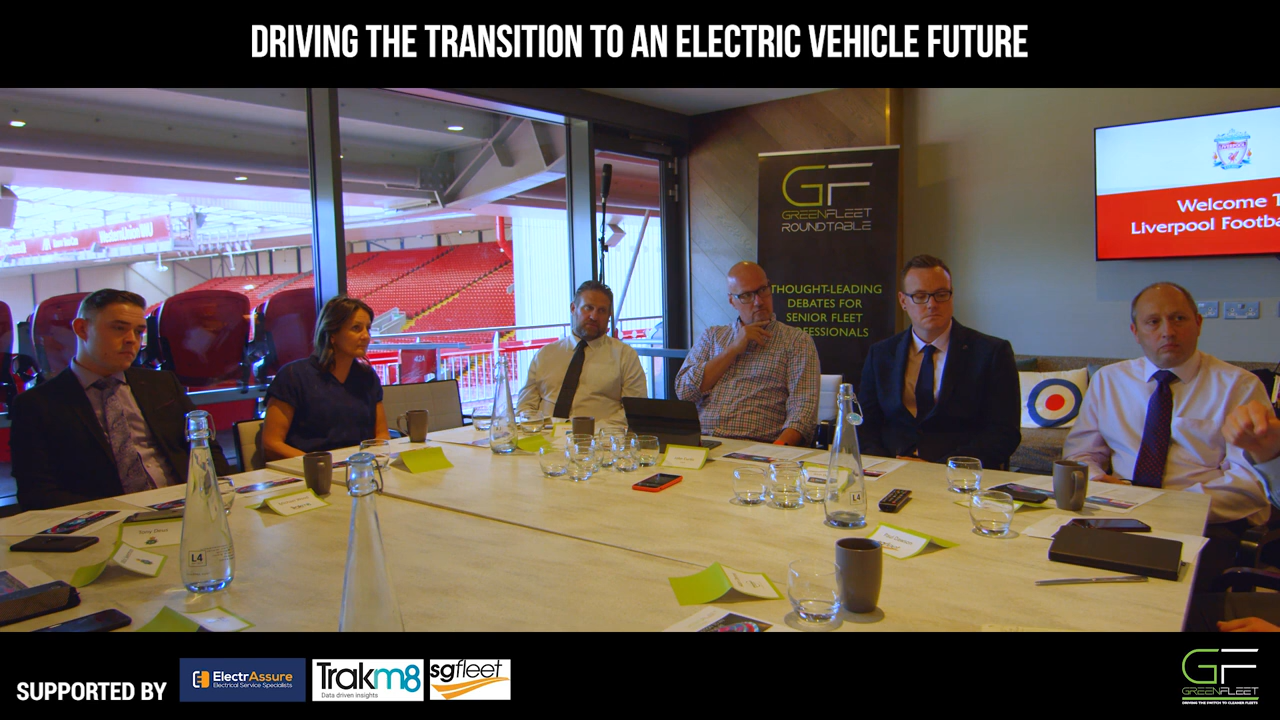 DRIVING THE TRANSITION TO AN ELECTRIC VEHICLE FUTURE
GF
GREENFLEET
ROUNDTABLE
THOUGHT-LEADING
DEBATES FOR
SENIOR FLEET
Welcome
Liverpool
LIVERPOOL
424
L4
L4
SUPPORTED BY
ElectrAssure
Electrical Service Specialists
Trakm8
Data driven insights
sgfleet
GF
GREENFLEET
DRIVING THE SWITCH TO CLEANER FLEETS